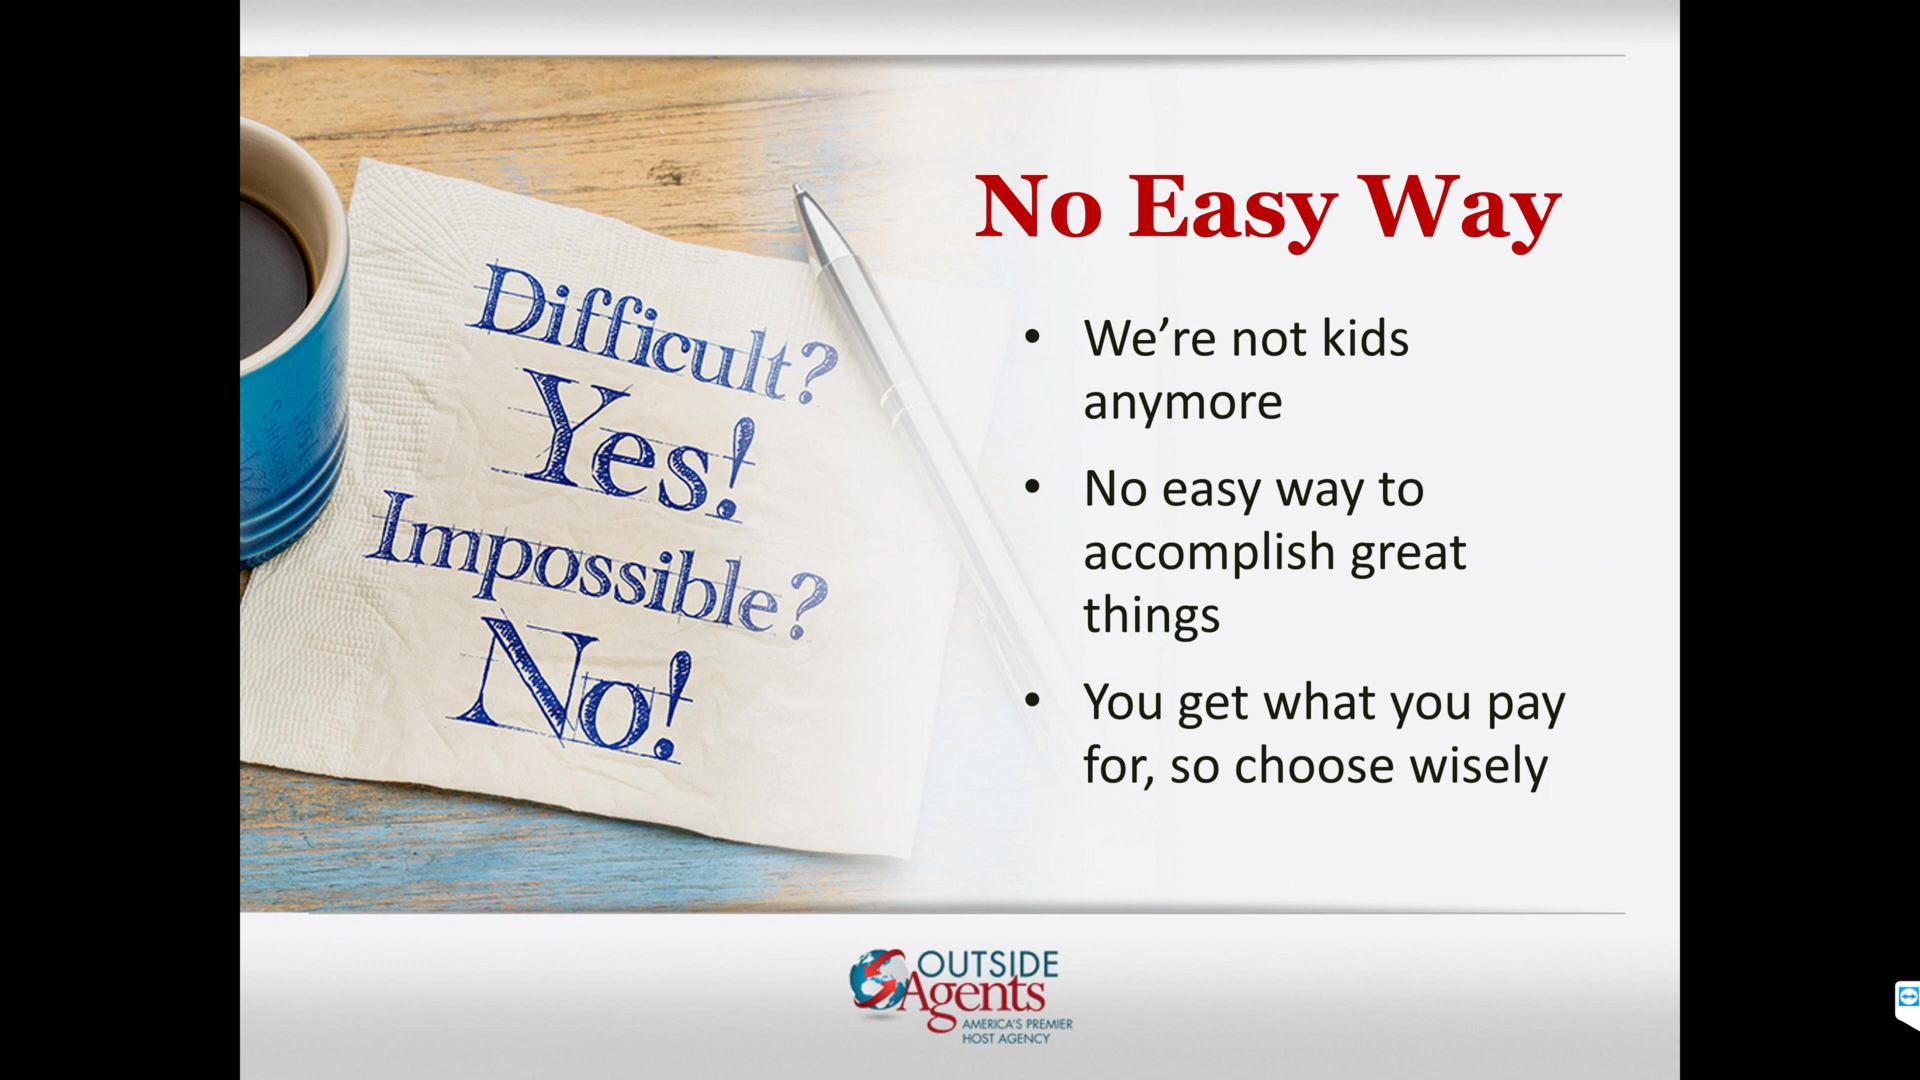 No Easy Way
• We’re not kids
anymore
• No easy way to
accomplish great
things
• You get what you pay
for, so choose wisely
Difficult?
Yes!
Impossible?
No!
OUTSIDE
Agents
AMERICA'S PREMIER
HOST AGENCY